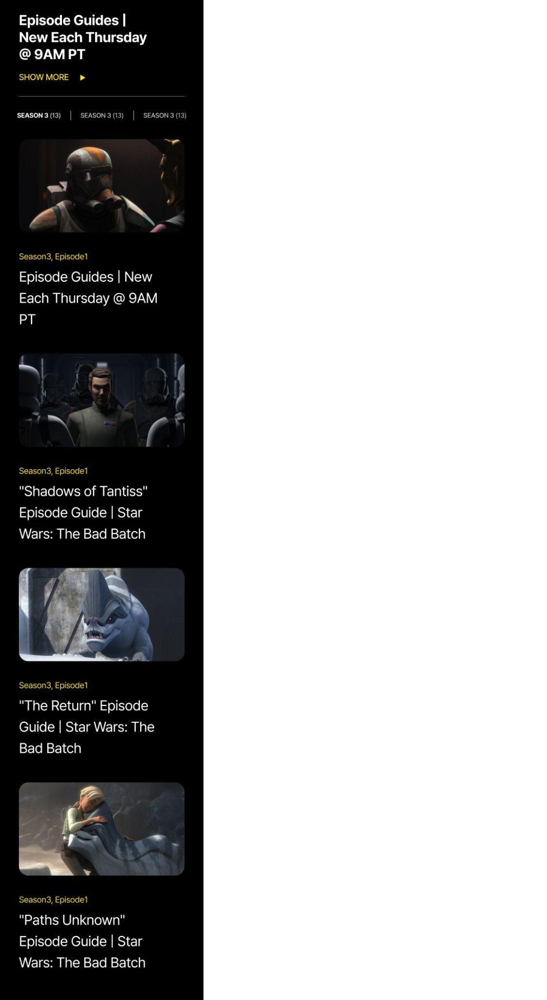 Episode Guides |
New Each Thursday
@ 9AM PT
SHOW MORE
SEASON 3 (13) | SEASON 3 (13) | SEASON 3 (13)
Season3, Episode1
Episode Guides | New
Each Thursday @ 9AM
PT
Season3, Episode1
"Shadows of Tantiss"
Episode Guide | Star
Wars: The Bad Batch
Season3, Episode1
"The Return" Episode
Guide | Star Wars: The
Bad Batch
Season3, Episode1
"Paths Unknown"
Episode Guide | Star
Wars: The Bad Batch